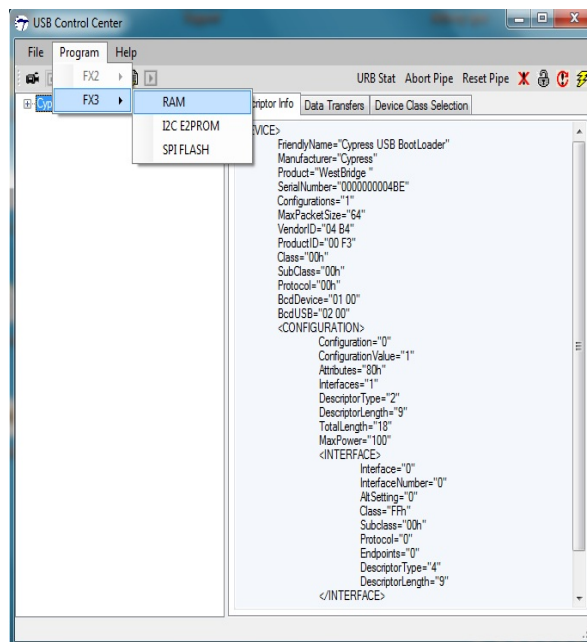 USB Control Center
File Program Help
URB Stat Abort Pipe Reset Pipe
FX2
FX3
RAM
I2C E2PROM
SPI FLASH
Cyp
criptor Info Data Transfers Device Class Selection
VICE>
FriendlyName="Cypress USB BootLoader"
Manufacturer="Cypress"
Product="WestBridge "
SerialNumber="0000000004BE"
Configurations="1"
MaxPacketSize="64"
VendorID="04 B4"
ProductID="00 F3"
Class="00h"
SubClass="00h"
Protocol="00h"
BcdDevice="01 00"
BcdUSB="02 00"
<CONFIGURATION>
Configuration="0"
ConfigurationValue="1"
Attributes="80h"
Interfaces="1"
DescriptorType="2"
DescriptorLength="9"
TotalLength="18"
MaxPower="100"
<INTERFACE>
Interface="0"
InterfaceNumber="0"
AltSetting="0"
Class="FFh"
Subclass="00h"
Protocol="0"
Endpoints="0"
DescriptorType="4"
DescriptorLength="9"
</INTERFACE>